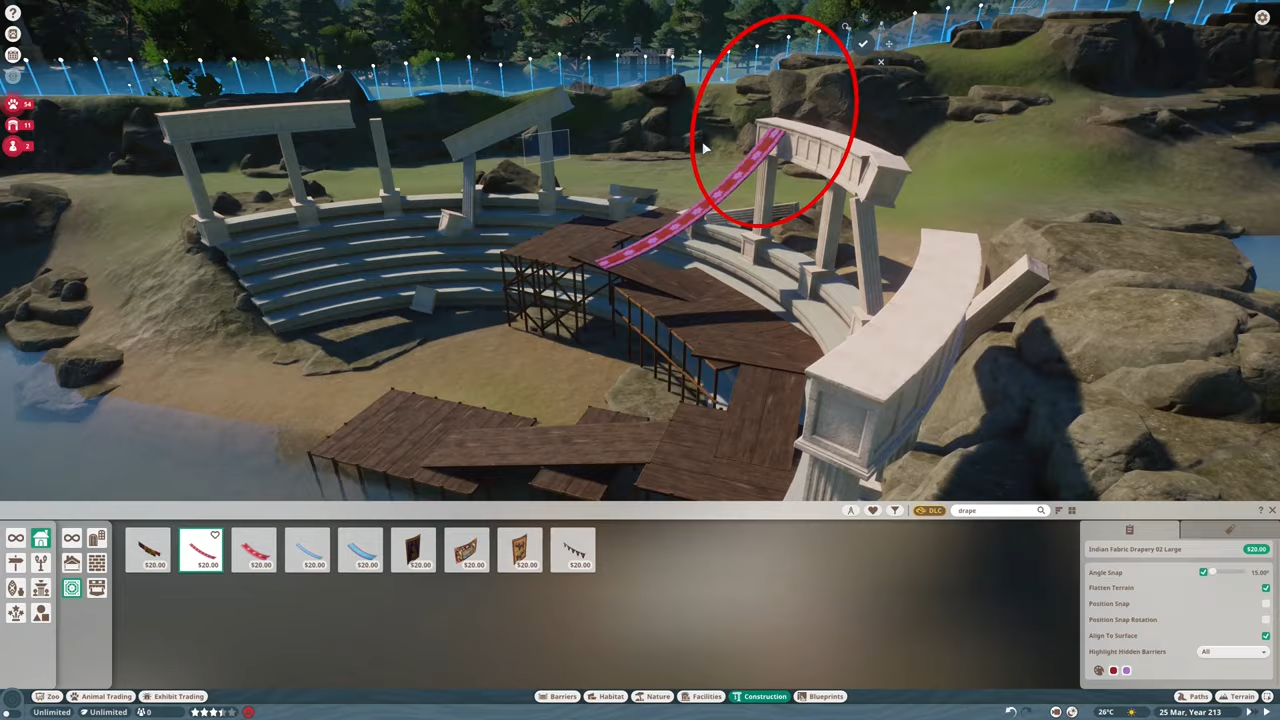 ?
54
11
2
DLC
drape
? ×
$20.00
$20.00
$20.00
$20.00
$20.00
$20.00
$20.00
$20.00
$20.00
Indian Fabric Drapery 02 Large
$20.00
Angle Snap
15.00°
Flatten Terrain
Position Snap
Position Snap Rotation
Align To Surface
Highlight Hidden Barriers
All
Zoo
Animal Trading
Exhibit Trading
Barriers
Habitat
Nature
Facilities
Construction
Blueprints
Paths
Terrain
Unlimited
Unlimited
0
26°C
25 Mar, Year 213